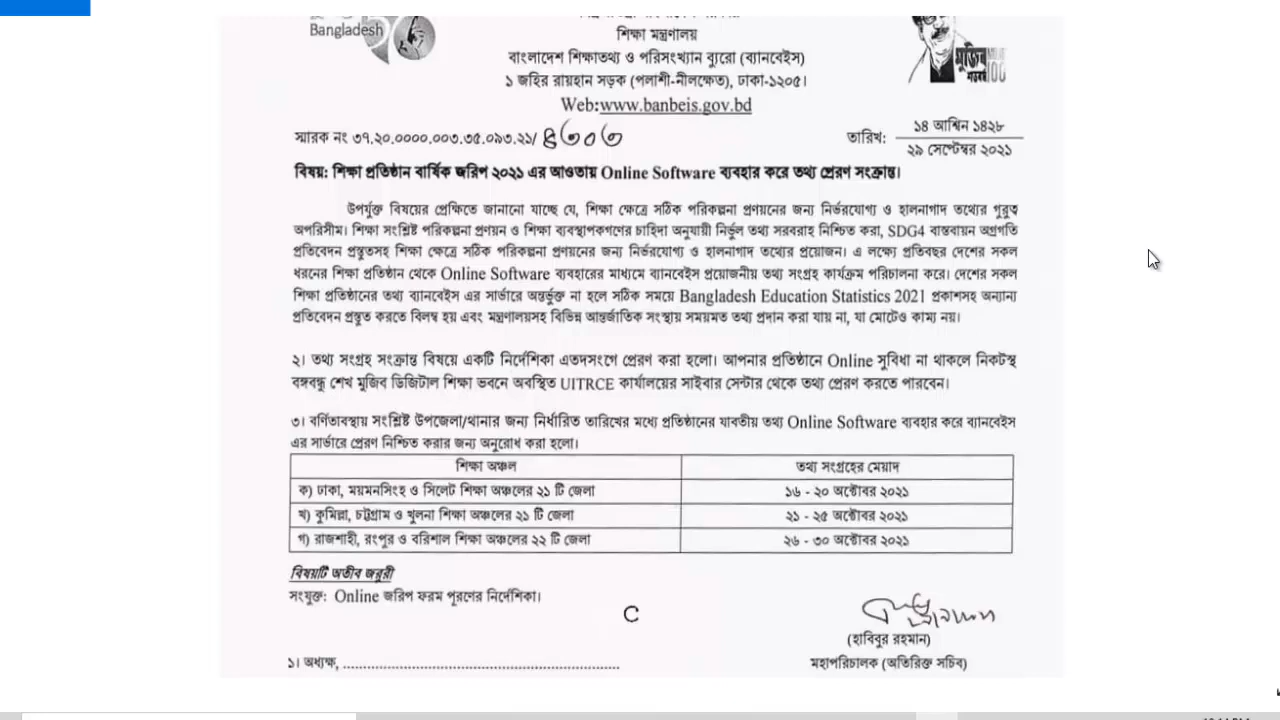 Bangladesh
শিক্ষা মন্ত্রণালয়
বাংলাদেশ শিক্ষাতথ্য ও পরিসংখ্যান ব্যুরো (ব্যানবেইস)
১ জহির রায়হান সড়ক (পলাশী-নীলক্ষেত), ঢাকা-১২০৫।
Web:www.banbeis.gov.bd
মুজিব
শতবর্ষ 100
স্মারক নং ৩৭.২০.০০০০.০০৩.৩৫.০৯৩.২১/
১৪ আশ্বিন ১৪২৮
তারিখ:
২৯ সেপ্টেম্বর ২০২১
বিষয়: শিক্ষা প্রতিষ্ঠান বার্ষিক জরিপ ২০২১ এর আওতায় Online Software ব্যবহার করে তথ্য প্রেরণ সংক্রান্ত।
উপর্যুক্ত বিষয়ের প্রেক্ষিতে জানানো যাচ্ছে যে, শিক্ষা ক্ষেত্রে সঠিক পরিকল্পনা প্রণয়নের জন্য নির্ভরযোগ্য ও হালনাগাদ তথ্যের গুরুত্ব
অপরিসীম। শিক্ষা সংশ্লিষ্ট পরিকল্পনা প্রণয়ন ও শিক্ষা ব্যবস্থাপকগণের চাহিদা অনুযায়ী নির্ভুল তথ্য সরবরাহ নিশ্চিত করা, SDG4 বাস্তবায়ন অগ্রগতি
প্রতিবেদন প্রস্তুতসহ শিক্ষা ক্ষেত্রে সঠিক পরিকল্পনা প্রণয়নের জন্য নির্ভরযোগ্য ও হালনাগাদ তথ্যের প্রয়োজন। এ লক্ষ্যে প্রতিবছর দেশের সকল
ধরনের শিক্ষা প্রতিষ্ঠান থেকে Online Software ব্যবহারের মাধ্যমে ব্যানবেইস প্রয়োজনীয় তথ্য সংগ্রহ কার্যক্রম পরিচালনা করে। দেশের সকল
শিক্ষা প্রতিষ্ঠানের তথ্য ব্যানবেইস এর সার্ভারে অন্তর্ভুক্ত না হলে সঠিক সময়ে Bangladesh Education Statistics 2021 প্রকাশসহ অন্যান্য
প্রতিবেদন প্রস্তুত করতে বিলম্ব হয় এবং মন্ত্রণালয়সহ বিভিন্ন আন্তর্জাতিক সংস্থায় সময়মত তথ্য প্রদান করা যায় না, যা মোটেও কাম্য নয়।
২। তথ্য সংগ্রহ সংক্রান্ত বিষয়ে একটি নির্দেশিকা এতদসংগে প্রেরণ করা হলো। আপনার প্রতিষ্ঠানে Online সুবিধা না থাকলে নিকটস্থ
বঙ্গবন্ধু শেখ মুজিব ডিজিটাল শিক্ষা ভবনে অবস্থিত UITRCE কার্যালয়ের সাইবার সেন্টার থেকে তথ্য প্রেরণ করতে পারবেন।
৩। বর্ণিতাবস্থায় সংশ্লিষ্ট উপজেলা/থানার জন্য নির্ধারিত তারিখের মধ্যে প্রতিষ্ঠানের যাবতীয় তথ্য Online Software ব্যবহার করে ব্যানবেইস
এর সার্ভারে প্রেরণ নিশ্চিত করার জন্য অনুরোধ করা হলো।
শিক্ষা অঞ্চল তথ্য সংগ্রহের মেয়াদ
ক) ঢাকা, ময়মনসিংহ ও সিলেট শিক্ষা অঞ্চলের ২১ টি জেলা ১৬ - ২০ অক্টোবর ২০২১
খ) কুমিল্লা, চট্টগ্রাম ও খুলনা শিক্ষা অঞ্চলের ২১ টি জেলা ২১ - ২৫ অক্টোবর ২০২১
গ) রাজশাহী, রংপুর ও বরিশাল শিক্ষা অঞ্চলের ২২ টি জেলা ২৬ - ৩০ অক্টোবর ২০২১
বিষয়টি অতীব জরুরী
সংযুক্ত: Online জরিপ ফরম পূরণের নির্দেশিকা।
(হাবিবুর রহমান)
মহাপরিচালক (অতিরিক্ত সচিব)
১। অধ্যক্ষ, ......................................................................